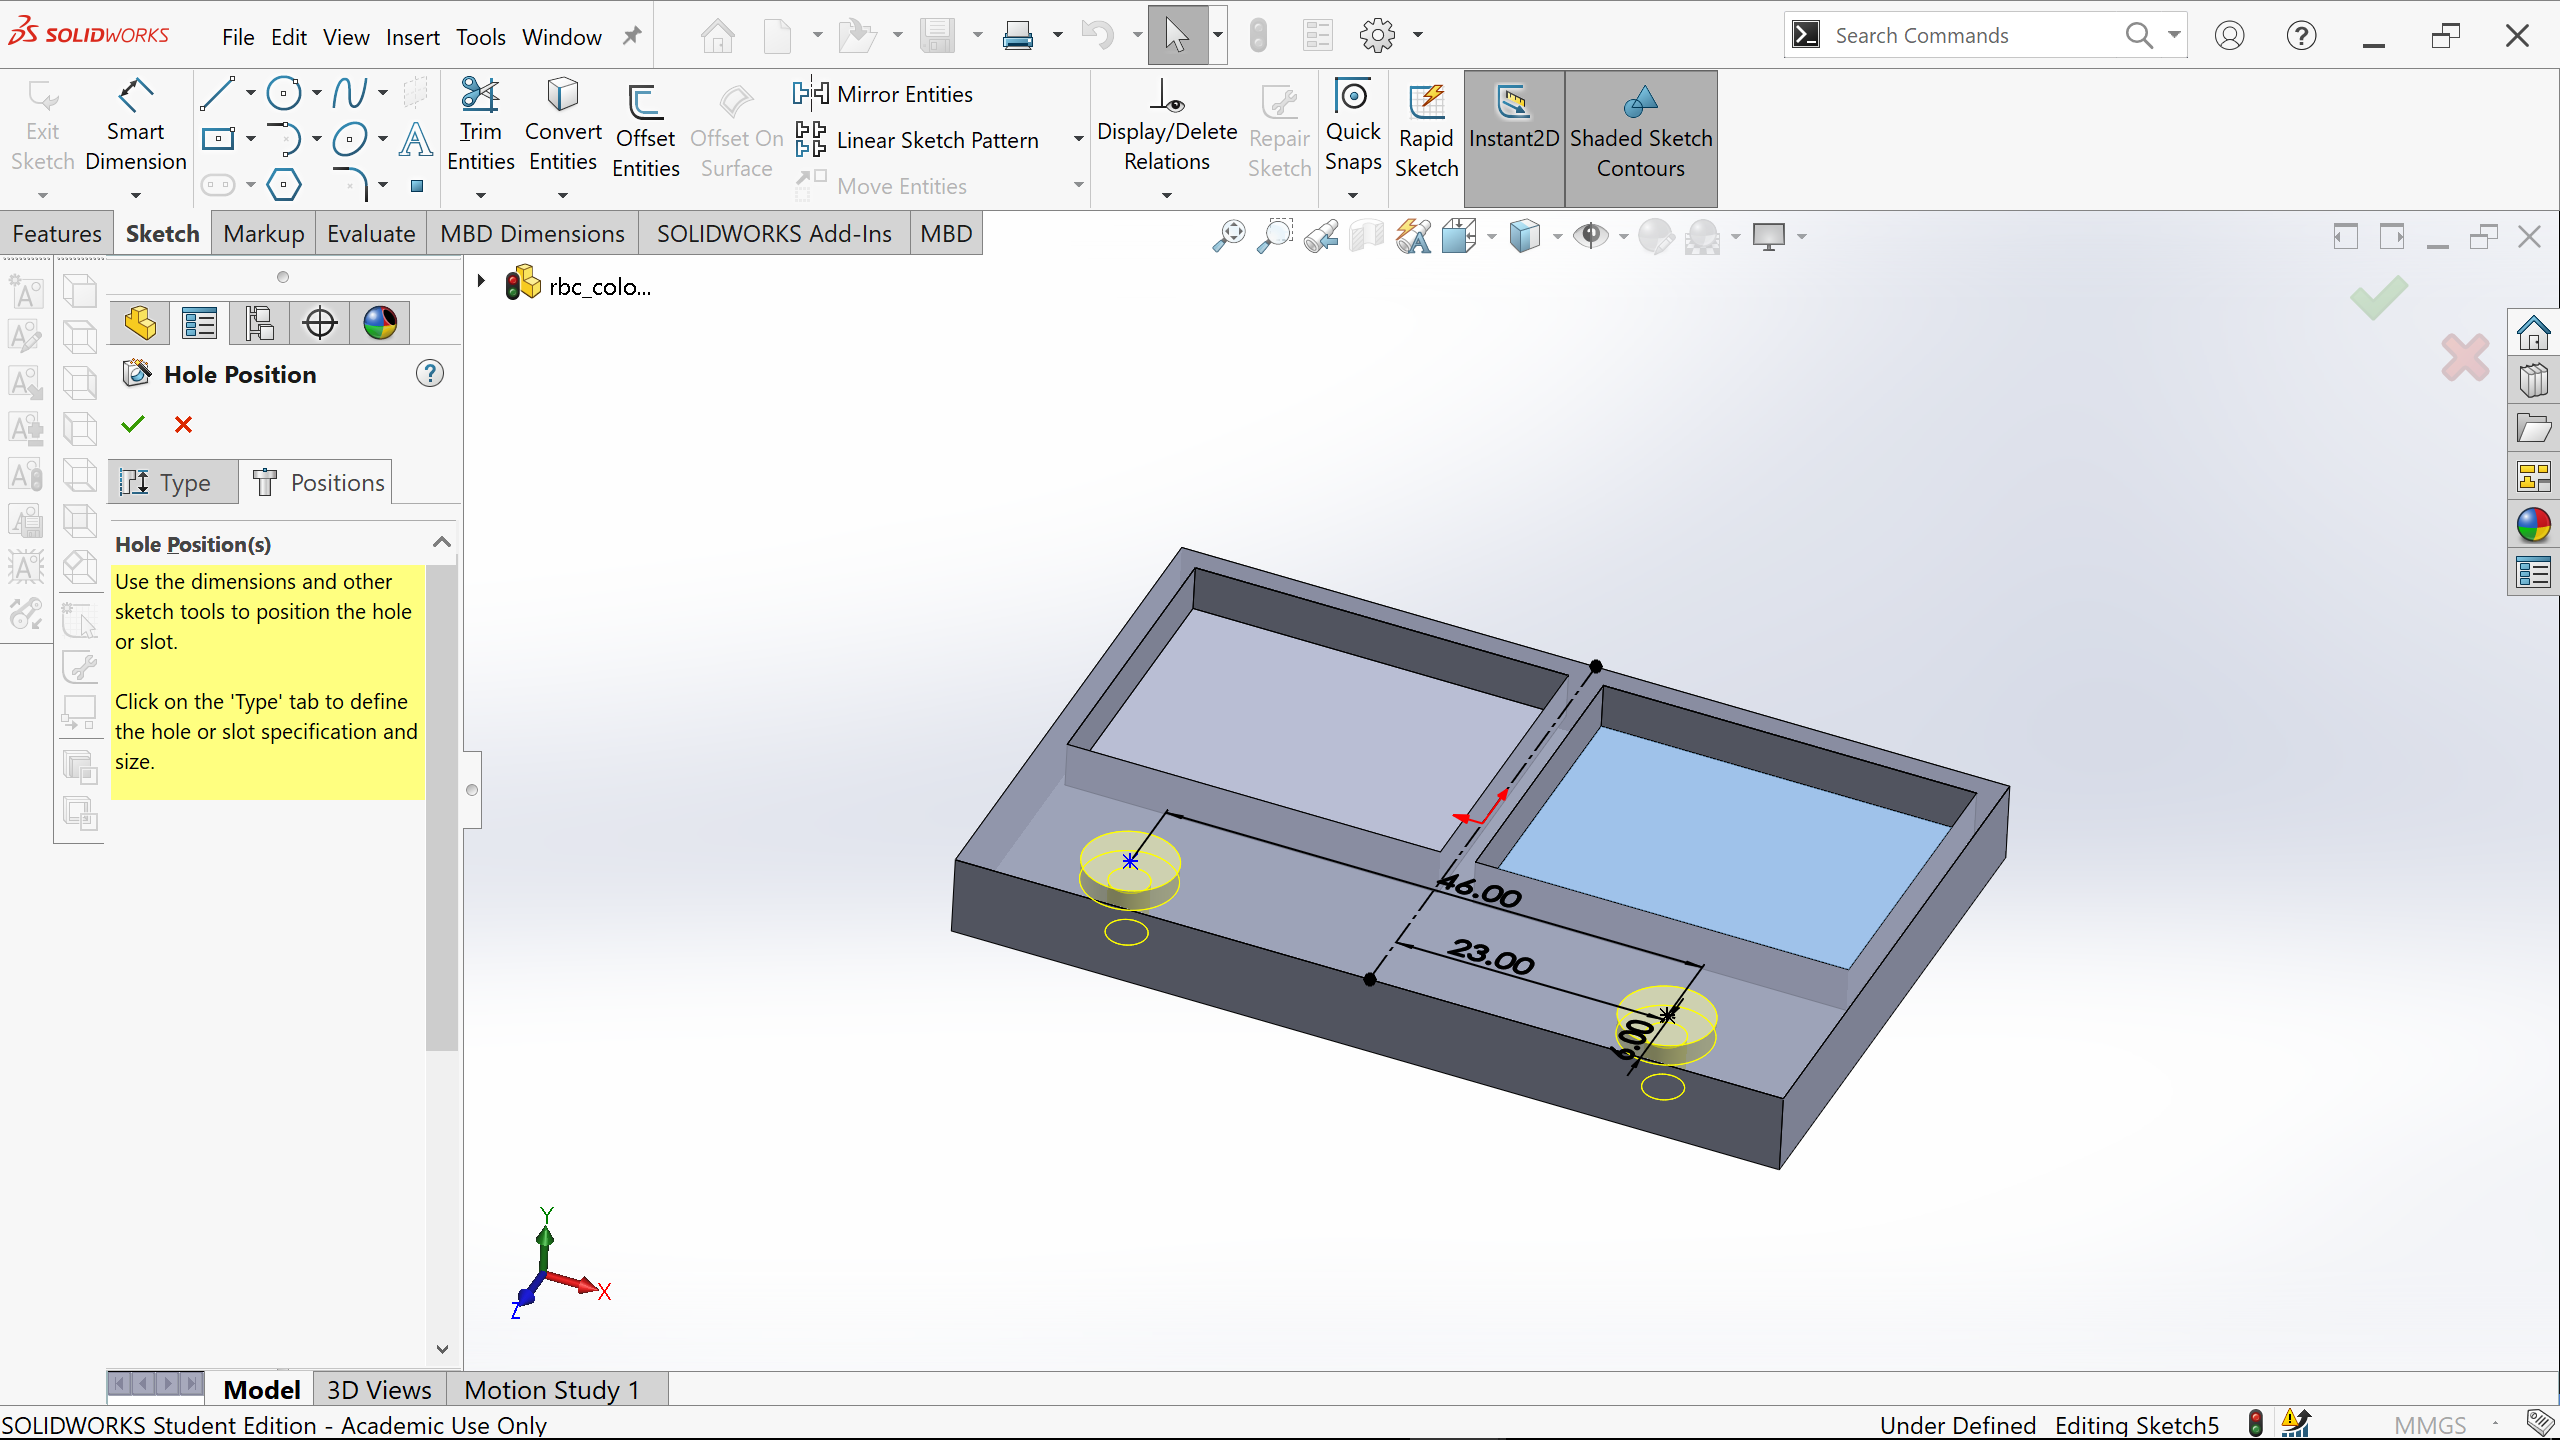 SOLIDWORKS File Edit View Insert Tools Window Search Commands
Exit Sketch
Smart Dimension
Trim Entities
Convert Entities
Offset Entities
Offset On Surface
Mirror Entities
Linear Sketch Pattern
Move Entities
Display/Delete Relations
Repair Sketch
Quick Snaps
Rapid Sketch
Instant2D
Shaded Sketch Contours
Features Sketch Markup Evaluate MBD Dimensions SOLIDWORKS Add-Ins MBD
rbc_colo...
Hole Position
Type Positions
Hole Position(s)
Use the dimensions and other
sketch tools to position the hole
or slot.
Click on the 'Type' tab to define
the hole or slot specification and
size.
46.00
23.00
6.00
Y
X
Z
Model 3D Views Motion Study 1
SOLIDWORKS Student Edition - Academic Use Only Under Defined Editing Sketch5 MMGS